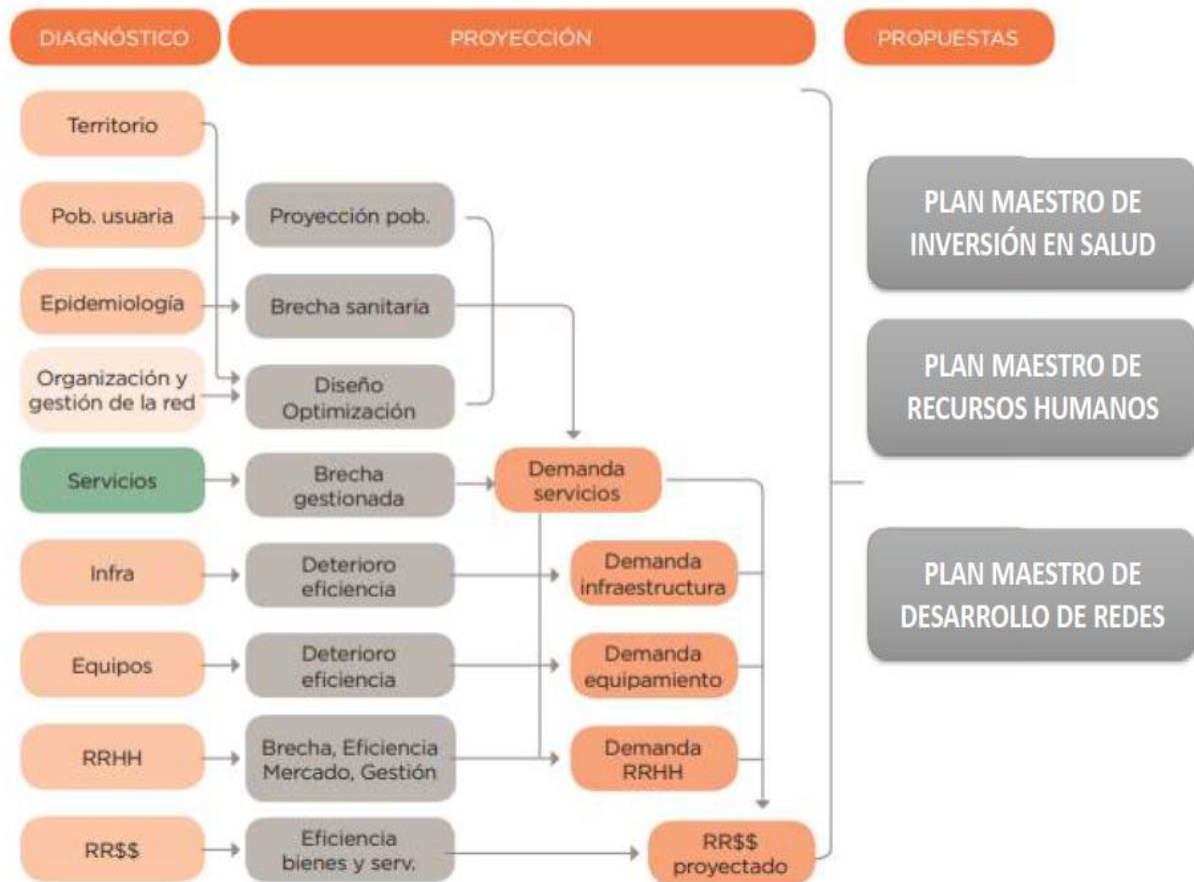 DIAGNÓSTICO
PROYECCIÓN
PROPUESTAS
Territorio
Pob. usuaria
Proyección pob.
Epidemiología
Brecha sanitaria
Organización y
gestión de la red
Diseño
Optimización
Servicios
Brecha
gestionada
Demanda
servicios
Infra
Deterioro
eficiencia
Demanda
infraestructura
Equipos
Deterioro
eficiencia
Demanda
equipamiento
RRHH
Brecha, Eficiencia
Mercado, Gestión
Demanda
RRHH
RR$$
Eficiencia
bienes y serv.
RR$$
proyectado
PLAN MAESTRO DE
INVERSIÓN EN SALUD
PLAN MAESTRO DE
RECURSOS HUMANOS
PLAN MAESTRO DE
DESARROLLO DE REDES